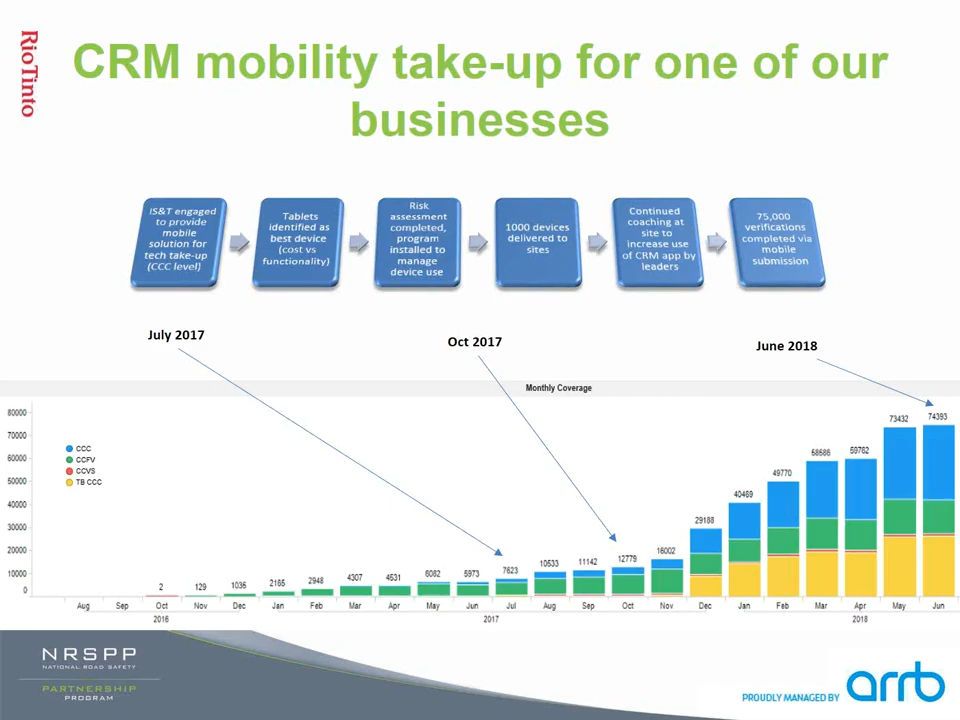 RioTinto
CRM mobility take-up for one of our
businesses
IS&T engaged
to provide
mobile
solution for
tech take-up
(CCC level)
Tablets
identified as
best device
(cost vs
functionality)
Risk
assessment
completed,
program
installed to
manage
device use
1000 devices
delivered to
sites
Continued
coaching at
site to
increase use
of CRM app by
leaders
75,000
verifications
completed via
mobile
submission
July 2017
Oct 2017
June 2018
Monthly Coverage
80000
70000
60000
50000
40000
30000
20000
10000
0
CCC
CCFV
CCVS
TB CCC
2
129
1035
2165
2948
4307
4531
6082
5973
7623
10533
11142
12779
16002
29188
40469
49770
58686
59762
73432
74393
Aug Sep Oct Nov Dec Jan Feb Mar Apr May Jun Jul Aug Sep Oct Nov Dec Jan Feb Mar Apr May Jun
2016 2017 2018
NRSPP
NATIONAL ROAD SAFETY
PARTNERSHIP
PROGRAM
PROUDLY MANAGED BY
arrb